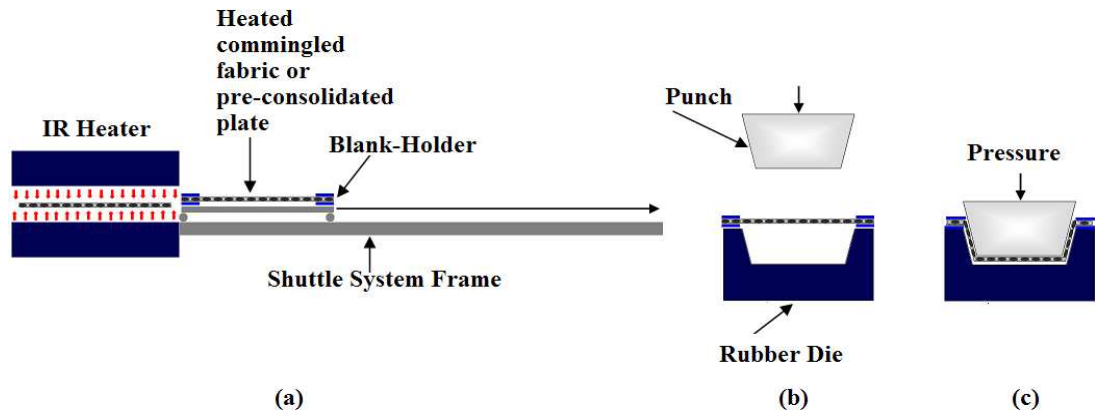 Heated
commingled
fabric or
pre-consolidated
plate
IR Heater
Blank-Holder
Shuttle System Frame
(a)
Punch
Rubber Die
(b)
Pressure
(c)